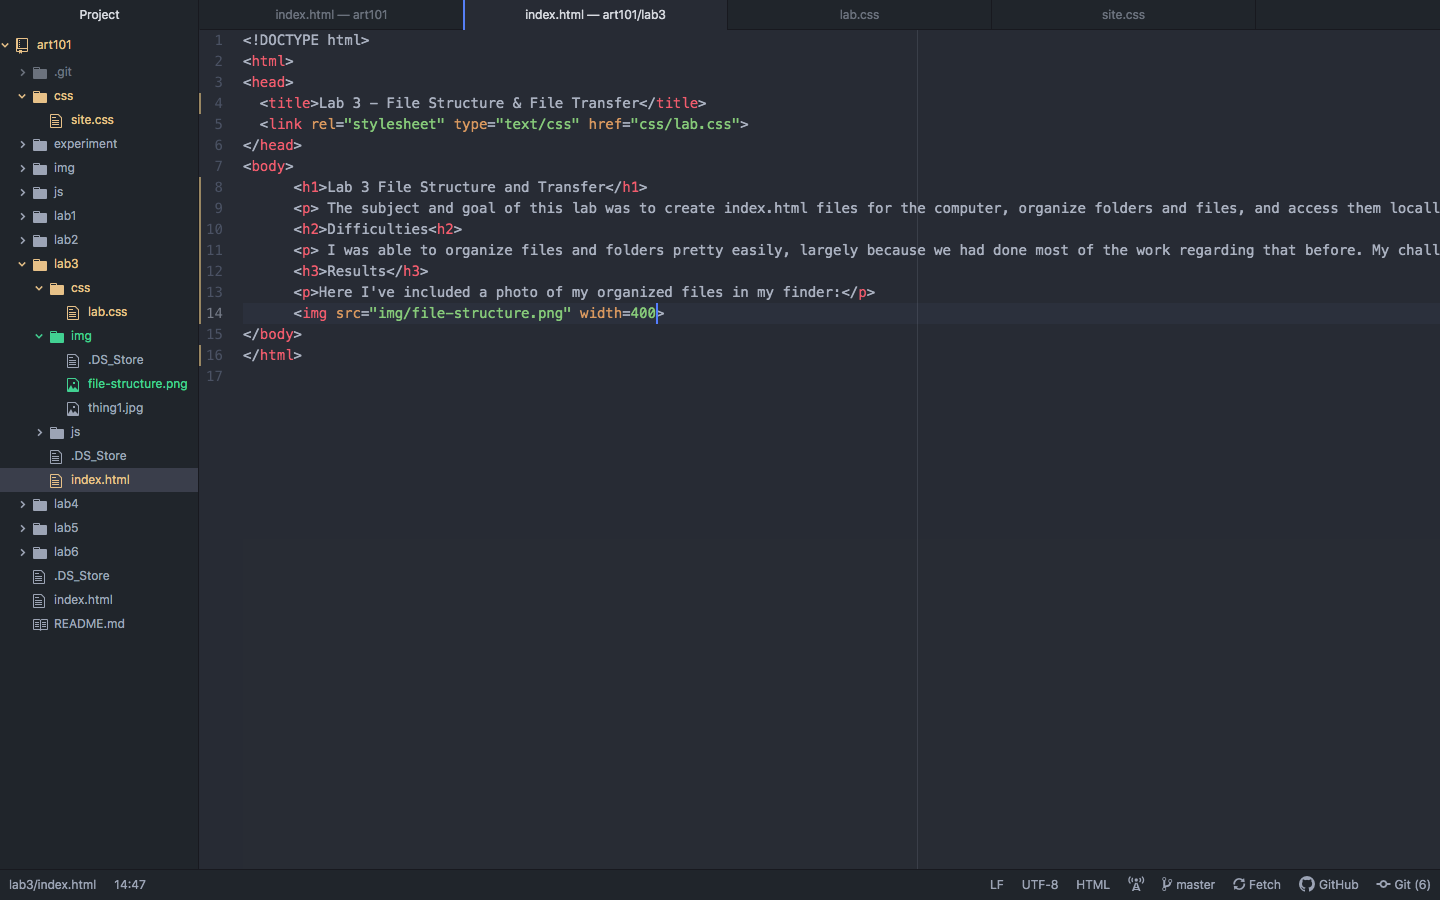 Project
index.html — art101
index.html — art101/lab3
lab.css
site.css
art101
.git
css
site.css
experiment
img
js
lab1
lab2
lab3
css
lab.css
img
.DS_Store
file-structure.png
thing1.jpg
js
.DS_Store
index.html
lab4
lab5
lab6
.DS_Store
index.html
README.md
1 <!DOCTYPE html>
2 <html>
3 <head>
4 <title>Lab 3 - File Structure & File Transfer</title>
5 <link rel="stylesheet" type="text/css" href="css/lab.css">
6 </head>
7 <body>
8 <h1>Lab 3 File Structure and Transfer</h1>
9 <p> The subject and goal of this lab was to create index.html files for the computer, organize folders and files, and access them locall
10 <h2>Difficulties<h2>
11 <p> I was able to organize files and folders pretty easily, largely because we had done most of the work regarding that before. My chall
12 <h3>Results</h3>
13 <p>Here I've included a photo of my organized files in my finder:</p>
14 <img src="img/file-structure.png" width=400>
15 </body>
16 </html>
17
lab3/index.html 14:47
LF UTF-8 HTML master Fetch GitHub Git (6)